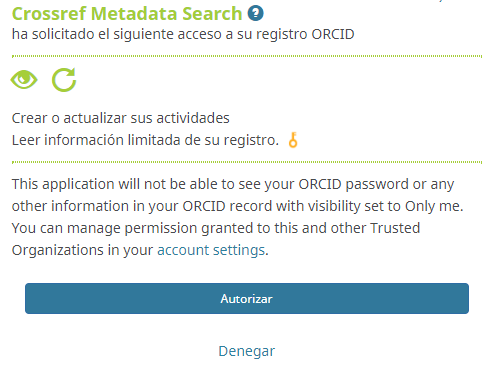 Crossref Metadata Search ?
ha solicitado el siguiente acceso a su registro ORCID
Crear o actualizar sus actividades
Leer información limitada de su registro.
This application will not be able to see your ORCID password or any
other information in your ORCID record with visibility set to Only me.
You can manage permission granted to this and other Trusted
Organizations in your account settings.
Autorizar
Denegar